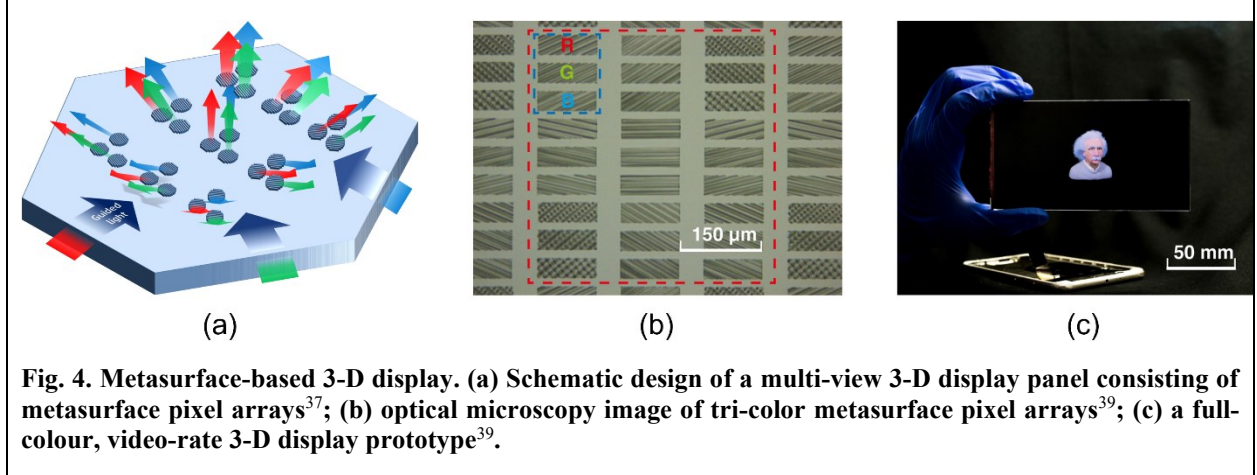 Guided
light
R
G
B
150 µm
50 mm
(a)
(b)
(c)
Fig. 4. Metasurface-based 3-D display. (a) Schematic design of a multi-view 3-D display panel consisting of
metasurface pixel arrays³⁷; (b) optical microscopy image of tri-color metasurface pixel arrays³⁹; (c) a full-
colour, video-rate 3-D display prototype³⁹.